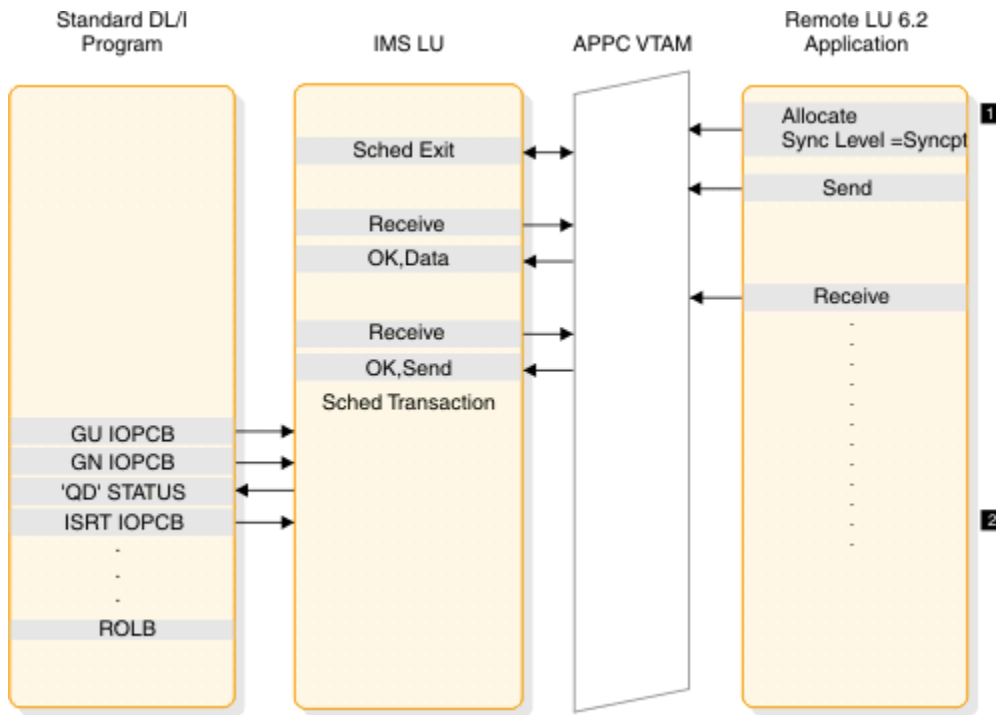 Standard DL/I
Program
IMS LU
APPC VTAM
Remote LU 6.2
Application
Allocate
Sync Level =Syncpt
1
Sched Exit
Send
Receive
OK,Data
Receive
Receive
OK,Send
Sched Transaction
GU IOPCB
GN IOPCB
'QD' STATUS
ISRT IOPCB
2
ROLB